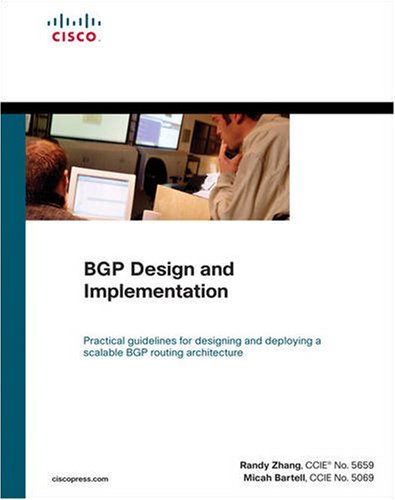 CISCO.
BGP Design and
Implementation
Practical guidelines for designing and deploying a
scalable BGP routing architecture
Randy Zhang, CCIE® No. 5659
Micah Bartell, CCIE No. 5069
ciscopress.com